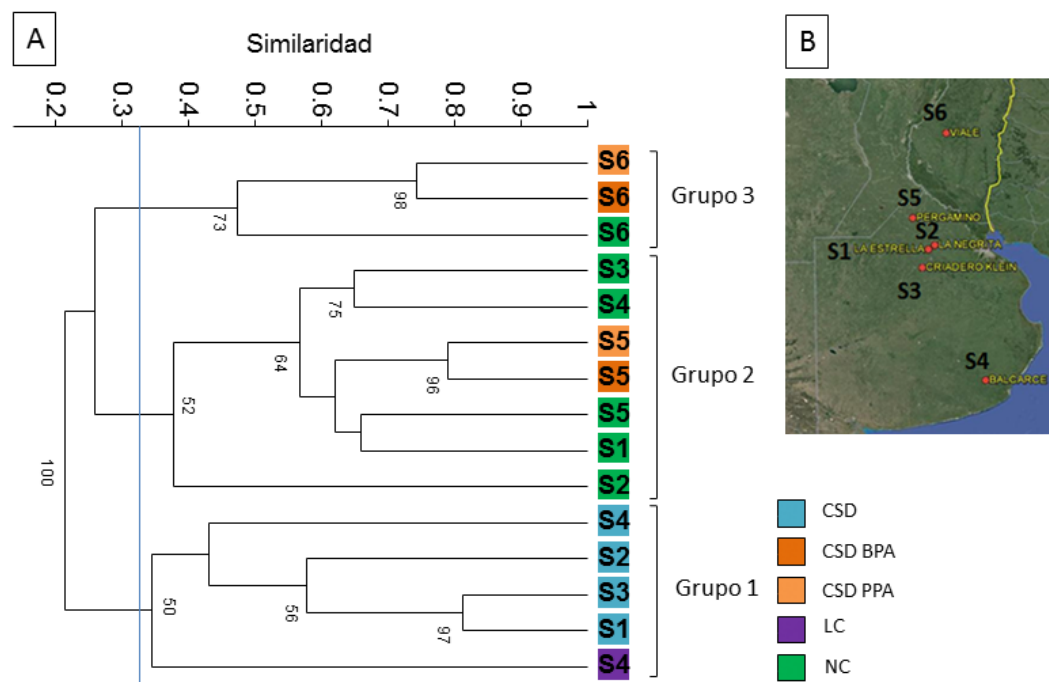 A
Similaridad
0.2 0.3 0.4 0.5 0.6 0.7 0.8 0.9 1
S6
98
S6
Grupo 3
73
S6
S3
75
S4
64
S5
96
S5
Grupo 2
52
S5
S1
100
S2
S4
S2
50
56
S3
Grupo 1
97
S1
S4
B
S6
VIALE
S5
PERGAMINO
S2
S1
LA ESTRELLA
LA NEGRITA
CRIADERO KLEIN
S3
S4
BALCARCE
CSD
CSD BPA
CSD PPA
LC
NC